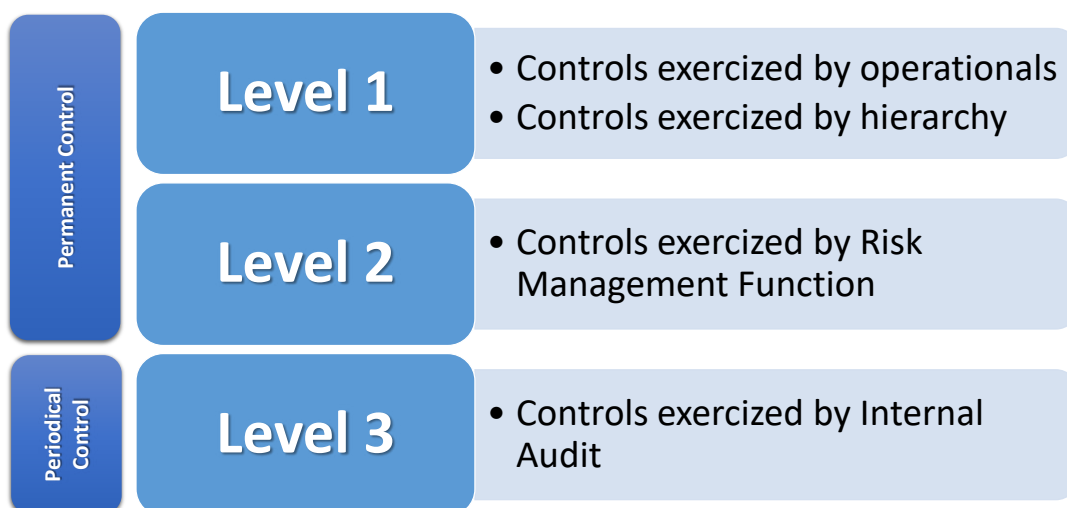 Permanent Control
Level 1
• Controls exercized by operationals
• Controls exercized by hierarchy
Level 2
• Controls exercized by Risk
Management Function
Periodical
Control
Level 3
• Controls exercized by Internal
Audit